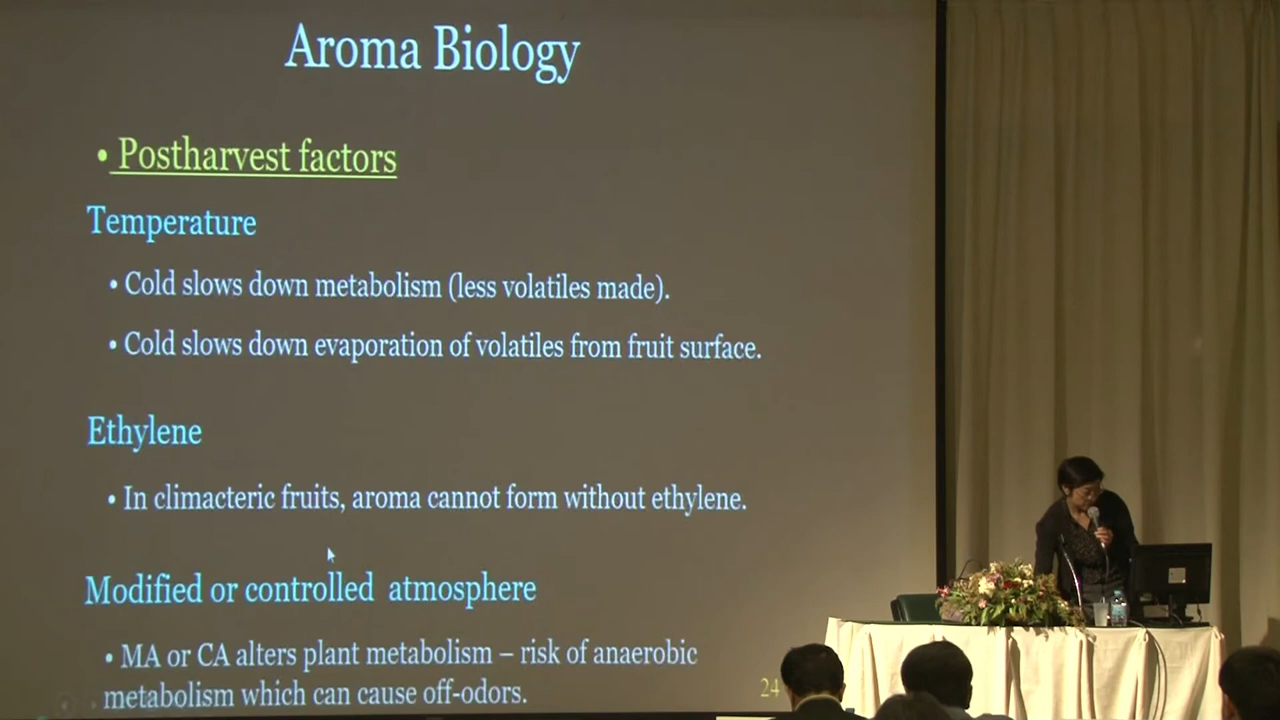 Aroma Biology
• Postharvest factors
Temperature
• Cold slows down metabolism (less volatiles made).
• Cold slows down evaporation of volatiles from fruit surface.
Ethylene
• In climacteric fruits, aroma cannot form without ethylene.
Modified or controlled atmosphere
• MA or CA alters plant metabolism – risk of anaerobic
metabolism which can cause off-odors.
24